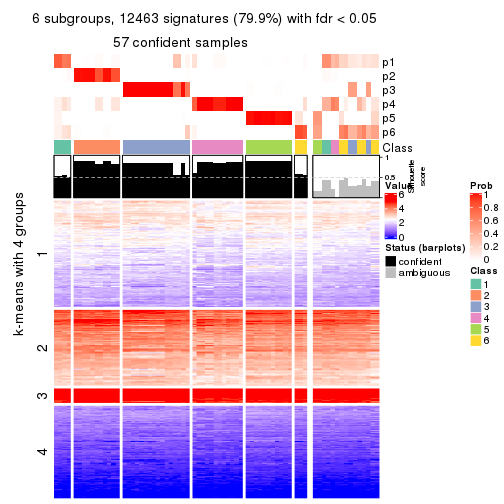 6 subgroups, 12463 signatures (79.9%) with fdr < 0.05
57 confident samples
p1
p2
p3
p4
p5
p6
Class
1
0.5
0
Silhouette
score
k-means with 4 groups
1
2
3
4
Value
6
4
2
0
Status (barplots)
confident
ambiguous
Prob
1
0.8
0.6
0.4
0.2
0
Class
1
2
3
4
5
6